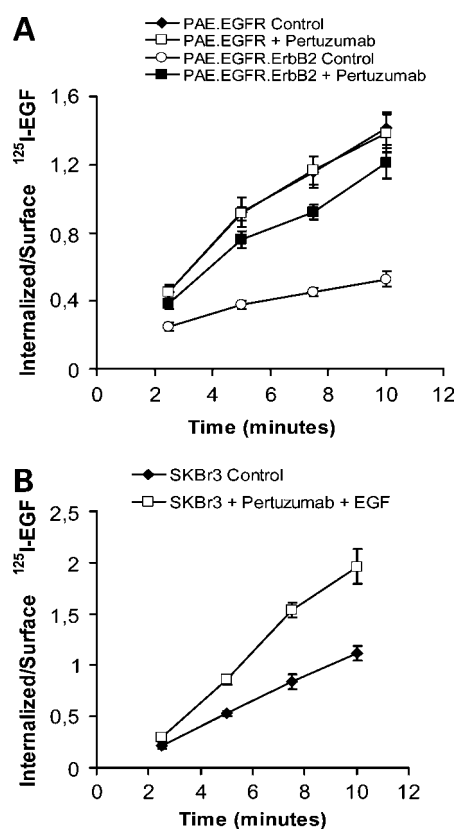 A
PAE.EGFR Control
PAE.EGFR + Pertuzumab
PAE.EGFR.ErbB2 Control
PAE.EGFR.ErbB2 + Pertuzumab
Internalized/Surface ¹²⁵I-EGF
1,6
1,2
0,8
0,4
0
0 2 4 6 8 10 12
Time (minutes)
B
SKBr3 Control
SKBr3 + Pertuzumab + EGF
Internalized/Surface ¹²⁵I-EGF
2,5
2
1,5
1
0,5
0
0 2 4 6 8 10 12
Time (minutes)